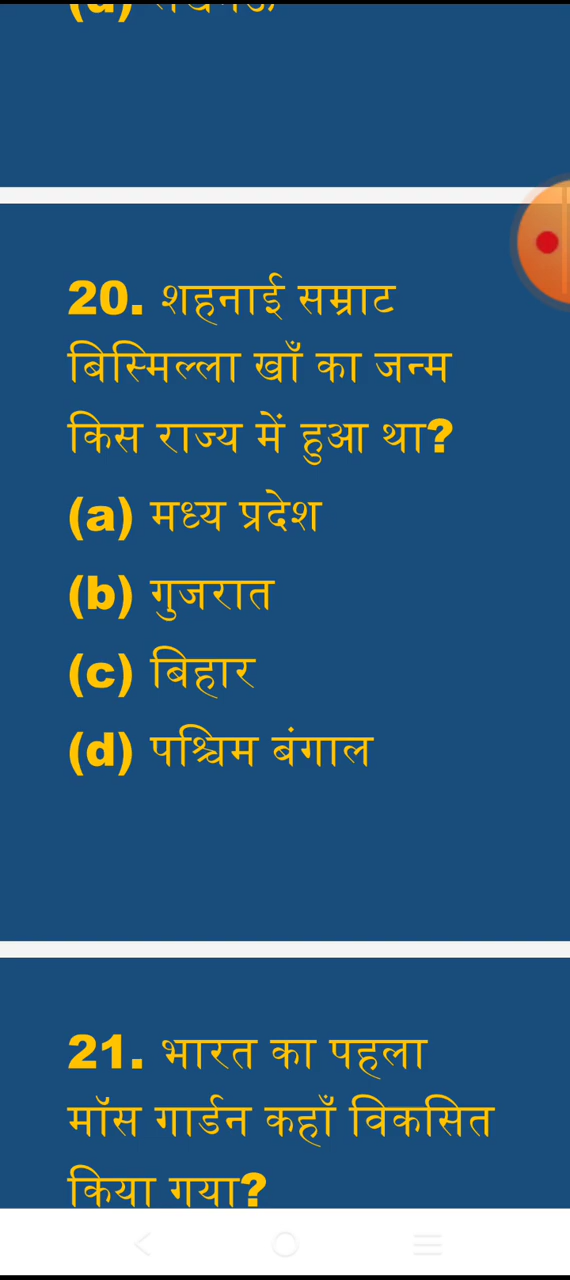 20. शहनाई सम्राट
बिस्मिल्ला खाँ का जन्म
किस राज्य में हुआ था?
(a) मध्य प्रदेश
(b) गुजरात
(c) बिहार
(d) पश्चिम बंगाल
21. भारत का पहला
मॉस गार्डन कहाँ विकसित
किया गया?